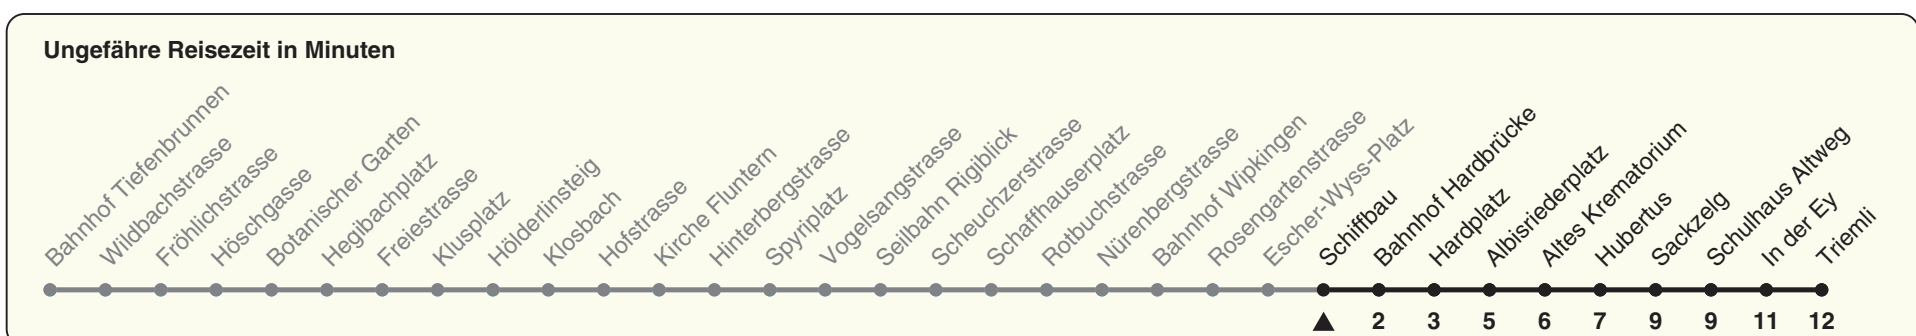 Ungefähre Reisezeit in Minuten
Bahnhof Tiefenbrunnen
Wildbachstrasse
Fröhlichstrasse
Höschgasse
Botanischer Garten
Hegibachplatz
Freiestrasse
Klusplatz
Hölderlinsteig
Klosbach
Hofstrasse
Kirche Fluntern
Hinterbergstrasse
Spyriplatz
Vogelsangstrasse
Seilbahn Rigiblick
Scheuchzerstrasse
Schaffhauserplatz
Rotbuchstrasse
Nürenbergstrasse
Bahnhof Wipkingen
Rosengartenstrasse
Escher-Wyss-Platz
Schiffbau
Bahnhof Hardbrücke
Hardplatz
Albisriederplatz
Altes Krematorium
Hubertus
Sackzelg
Schulhaus Altweg
In der Ey
Triemli
2 3 5 6 7 9 9 11 12